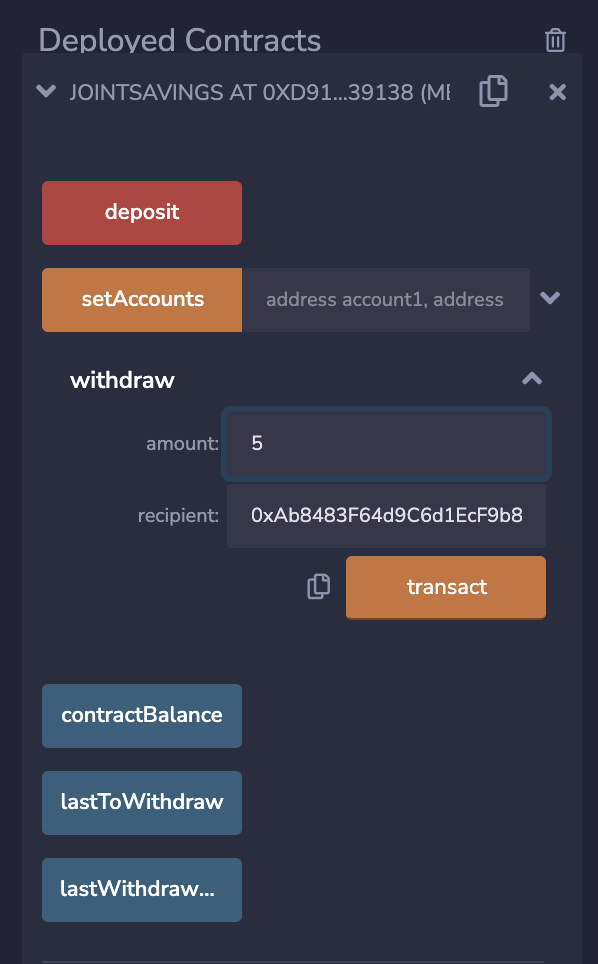 Deployed Contracts
JOINTSAVINGS AT 0XD91...39138 (ME
deposit
setAccounts address account1, address
withdraw
amount: 5
recipient: 0xAb8483F64d9C6d1EcF9b8
transact
contractBalance
lastToWithdraw
lastWithdraw...